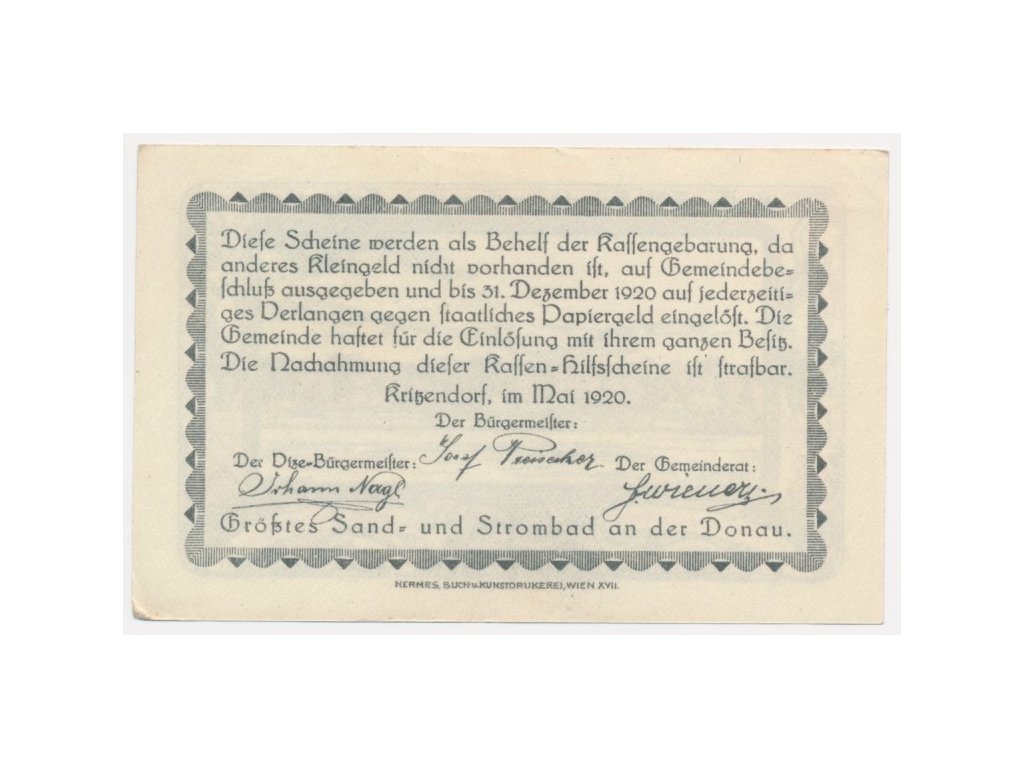 Dieſe Scheine werden als Behelf der Kaſſengebarung, da
anderes Kleingeld nicht vorhanden iſt, auf Gemeindebe=
ſchluß ausgegeben und bis 31. Dezember 1920 auf jederzeiti=
ges Verlangen gegen ſtaatliches Papiergeld eingelöſt. Die
Gemeinde haftet für die Einlöſung mit ihrem ganzen Beſitz.
Die Nachahmung dieſer Kaſſen=Hilfsſcheine iſt ſtrafbar.
Kritzendorf, im Mai 1920.
Der Bürgermeiſter:
Der Vize=Bürgermeiſter: Josef Der Gemeinderat:
Johann Nagl
Größtes Sand= und Strombad an der Donau.
HERMES, BUCH u. KUNSTDRUKEREI, WIEN XVII.